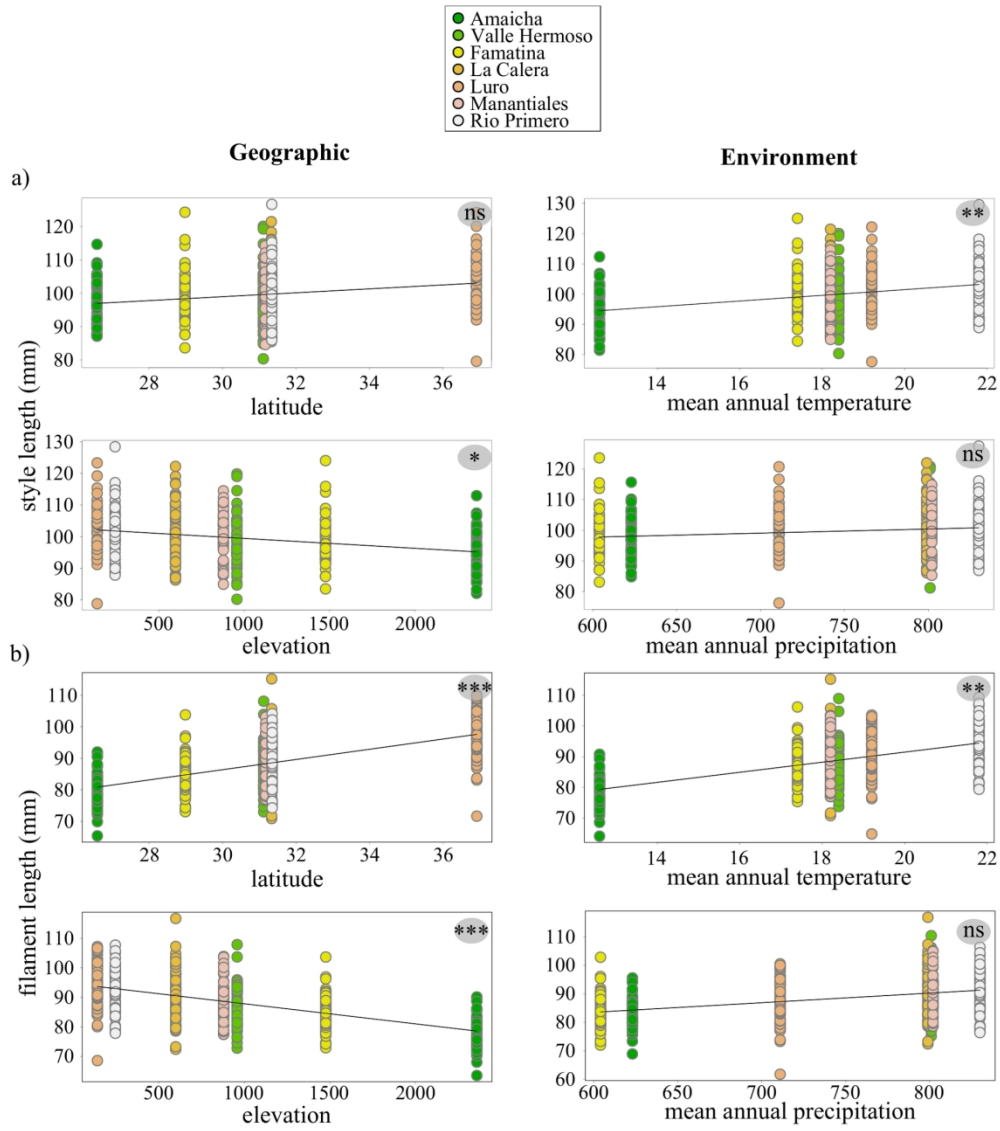 Amaicha
Valle Hermoso
Famatina
La Calera
Luro
Manantiales
Rio Primero
Geographic
Environment
a)
style length (mm)
120
110
100
90
80
ns
28 30 32 34 36
latitude
130
120
110
100
90
80
**
14 16 18 20 22
mean annual temperature
130
120
110
100
90
80
*
500 1000 1500 2000
elevation
120
110
100
90
80
ns
600 650 700 750 800
mean annual precipitation
b)
filament length (mm)
110
100
90
80
70
***
28 30 32 34 36
latitude
110
100
90
80
70
**
14 16 18 20 22
mean annual temperature
110
100
90
80
70
***
500 1000 1500 2000
elevation
110
100
90
80
70
60
ns
600 650 700 750 800
mean annual precipitation